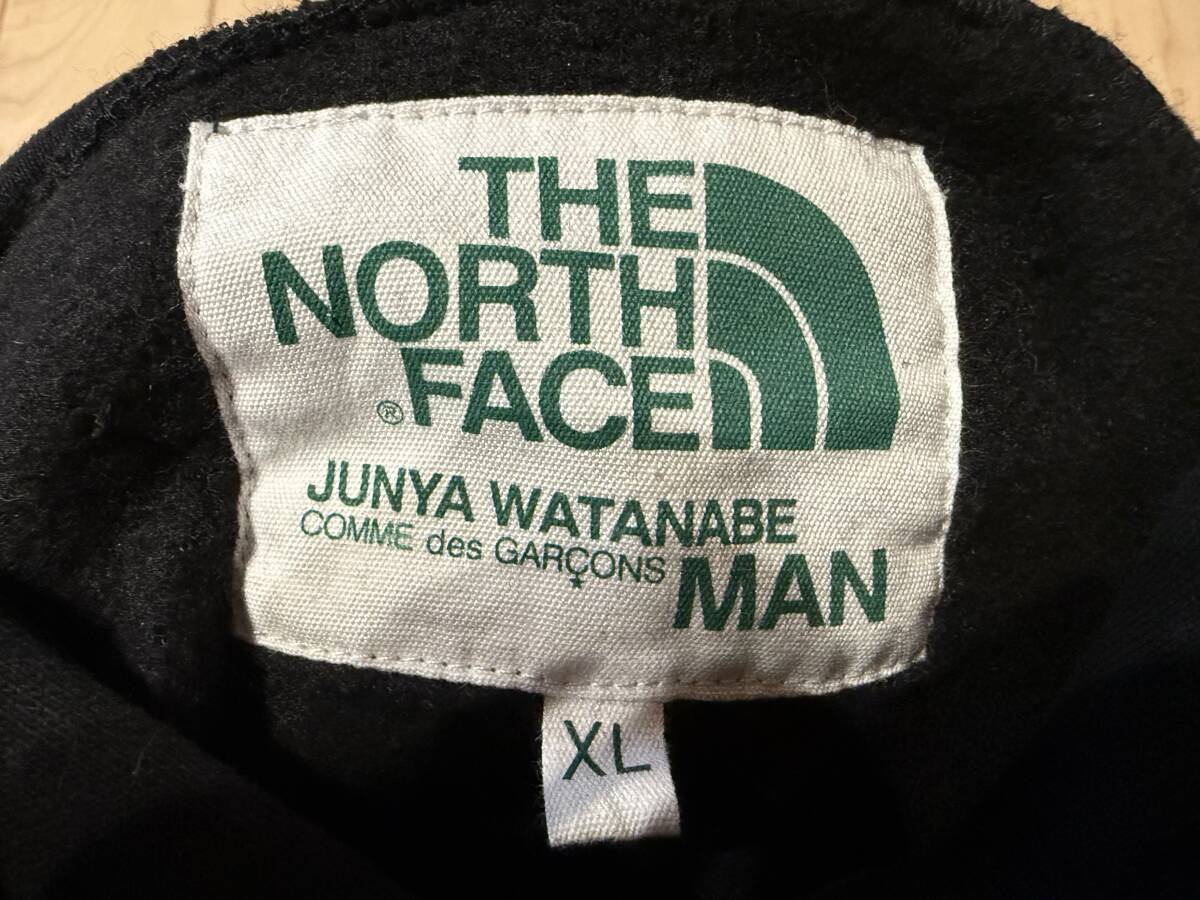 THE
NORTH
FACE
®
JUNYA WATANABE
COMME des GARÇONS
MAN
XL